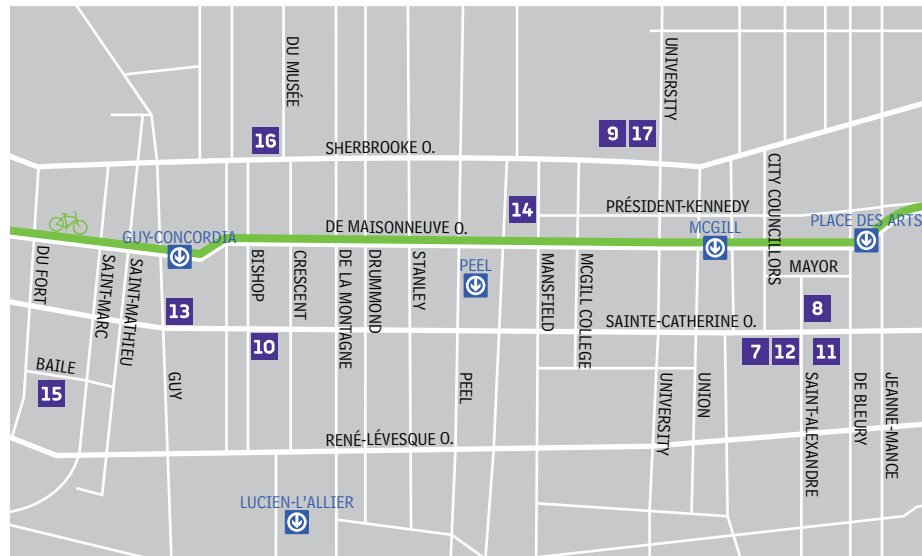 DU MUSÉE
UNIVERSITY
16
9
17
SHERBROOKE O.
CITY COUNCILLORS
14
PRÉSIDENT-KENNEDY
DE MAISONNEUVE O.
MCGILL
PLACE DES ARTS
GUY-CONCORDIA
DU FORT
SAINT-MARC
SAINT-MATHIEU
BISHOP
CRESCENT
DE LA MONTAGNE
DRUMMOND
STANLEY
PEEL
MANSFIELD
MCGILL COLLEGE
MAYOR
13
8
SAINTE-CATHERINE O.
10
7
12
11
BAILE
15
GUY
PEEL
UNIVERSITY
UNION
SAINT-ALEXANDRE
DE BLEURY
JEANNE-MANCE
RENÉ-LÉVESQUE O.
LUCIEN-L'ALLIER